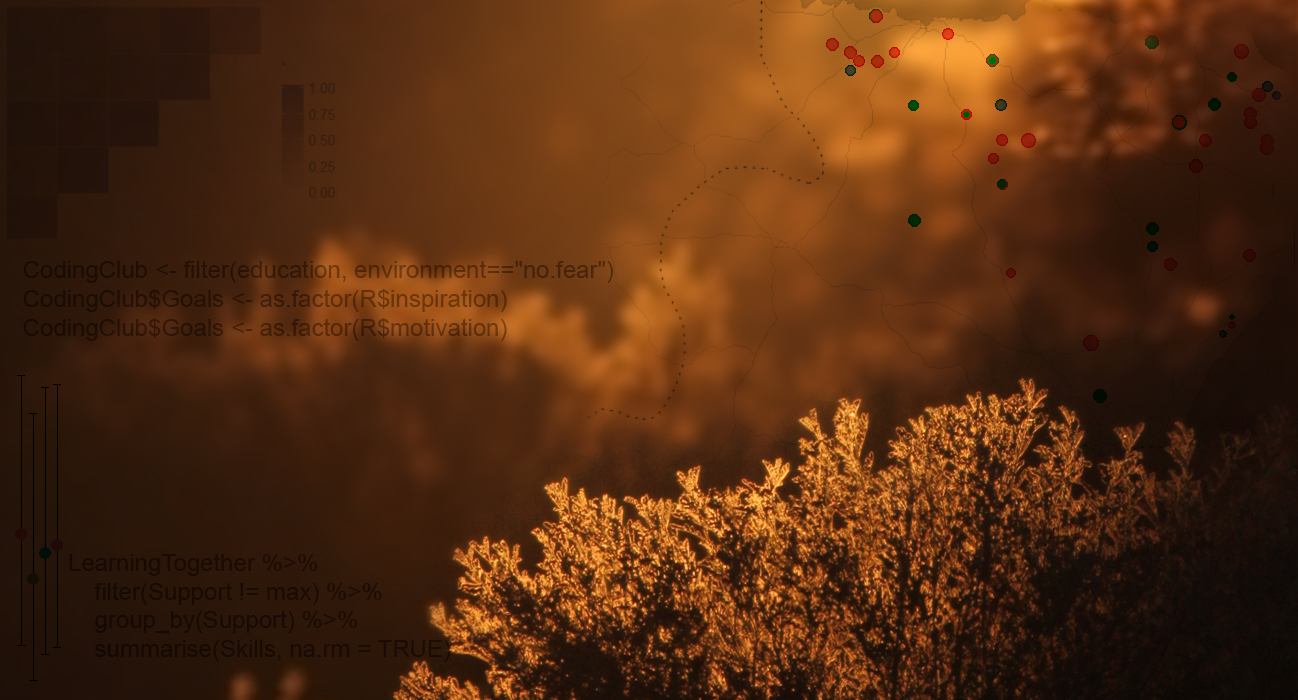 1.00
0.75
0.50
0.25
0.00
CodingClub <- filter(education, environment=="no.fear")
CodingClub$Goals <- as.factor(R$inspiration)
CodingClub$Goals <- as.factor(R$motivation)
LearningTogether %>%
filter(Support != max) %>%
group_by(Support) %>%
summarise(Skills, na.rm = TRUE)